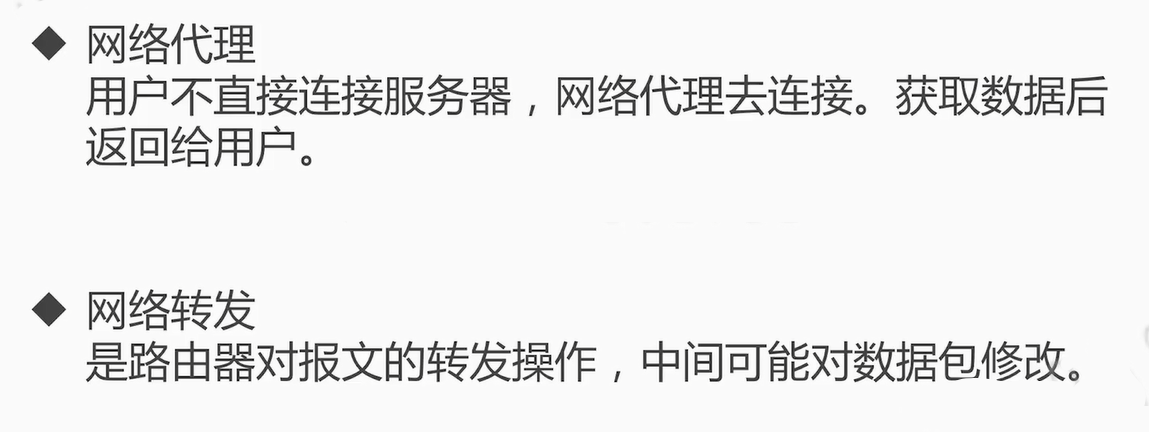 ◆ 网络代理
用户不直接连接服务器，网络代理去连接。获取数据后
返回给用户。
◆ 网络转发
是路由器对报文的转发操作，中间可能对数据包修改。